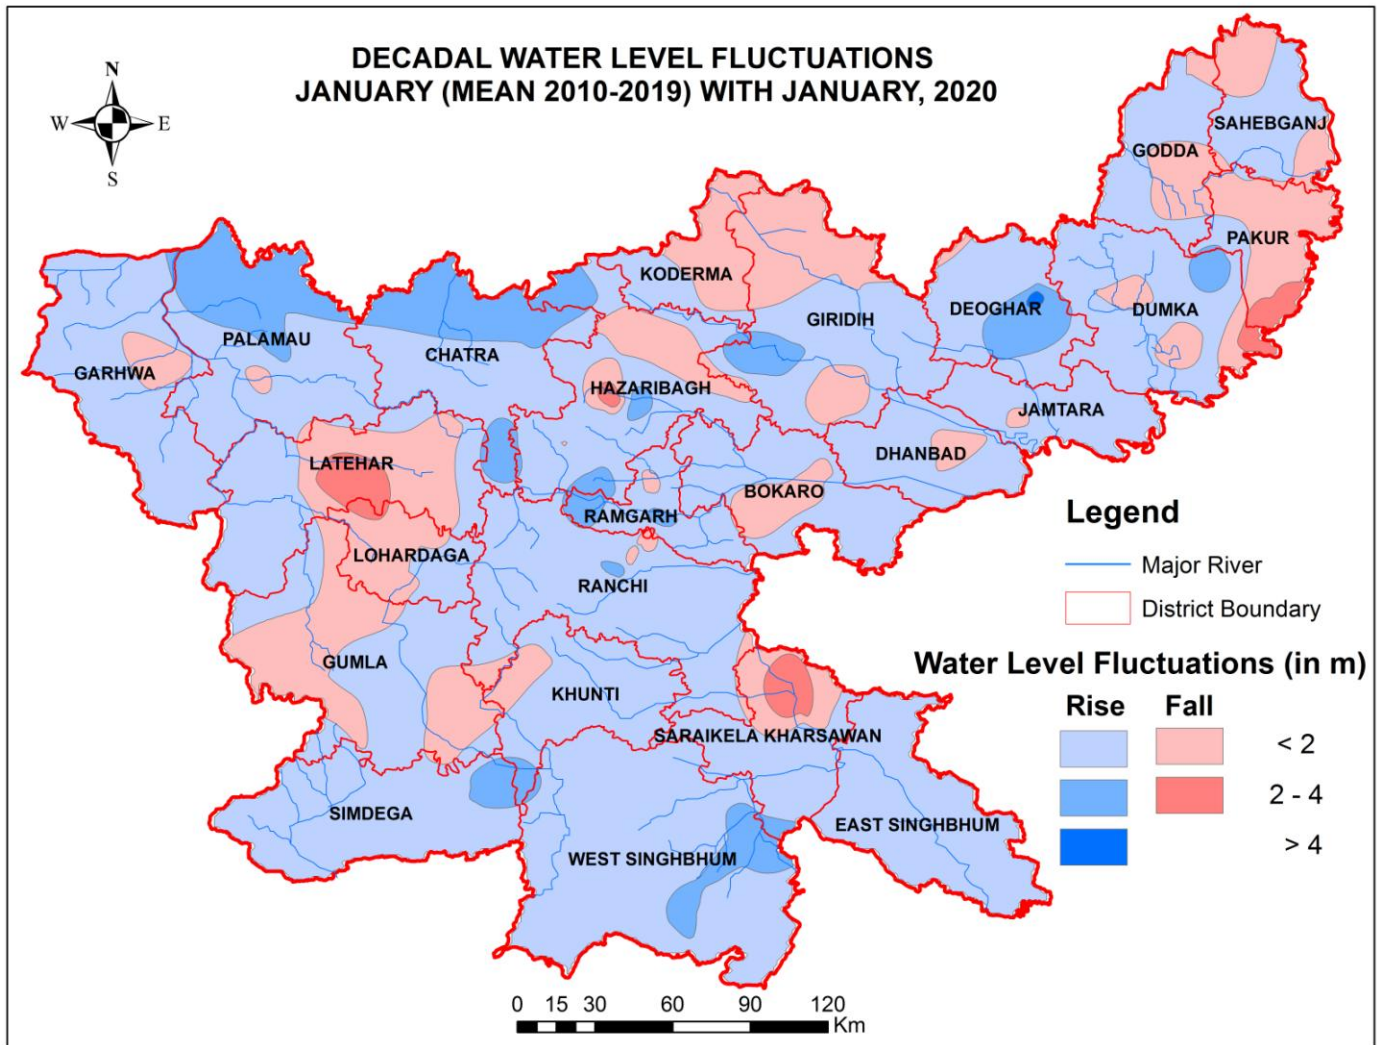 DECADAL WATER LEVEL FLUCTUATIONS
JANUARY (MEAN 2010-2019) WITH JANUARY, 2020
N
W E
S
SAHEBGANJ
GODDA
PAKUR
KODERMA
DEOGHAR
DUMKA
GIRIDIH
PALAMAU
CHATRA
GARHWA
HAZARIBAGH
JAMTARA
DHANBAD
LATEHAR
BOKARO
RAMGARH
LOHARDAGA
RANCHI
GUMLA
KHUNTI
SARAIKELA KHARSAWAN
SIMDEGA
EAST SINGHBHUM
WEST SINGHBHUM
Legend
Major River
District Boundary
Water Level Fluctuations (in m)
Rise Fall
< 2
2 - 4
> 4
0 15 30 60 90 120
Km